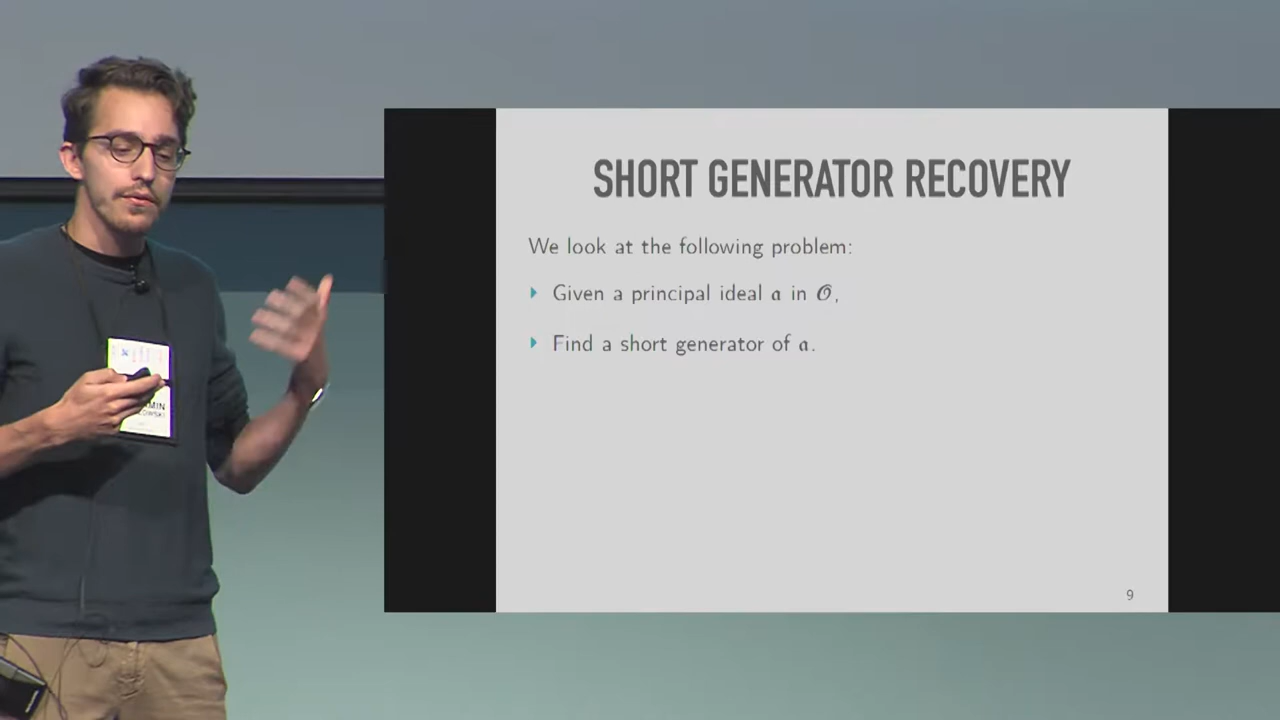 SHORT GENERATOR RECOVERY
We look at the following problem:
Given a principal ideal 𝔞 in 𝒪,
Find a short generator of 𝔞.
9